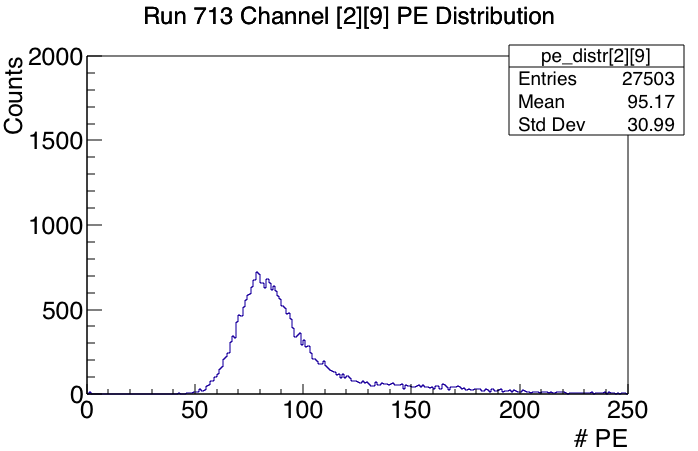 Run 713 Channel [2][9] PE Distribution
pe_distr[2][9]
Entries 27503
Mean 95.17
Std Dev 30.99
Counts
2000
1500
1000
500
0
0 50 100 150 200 250
# PE